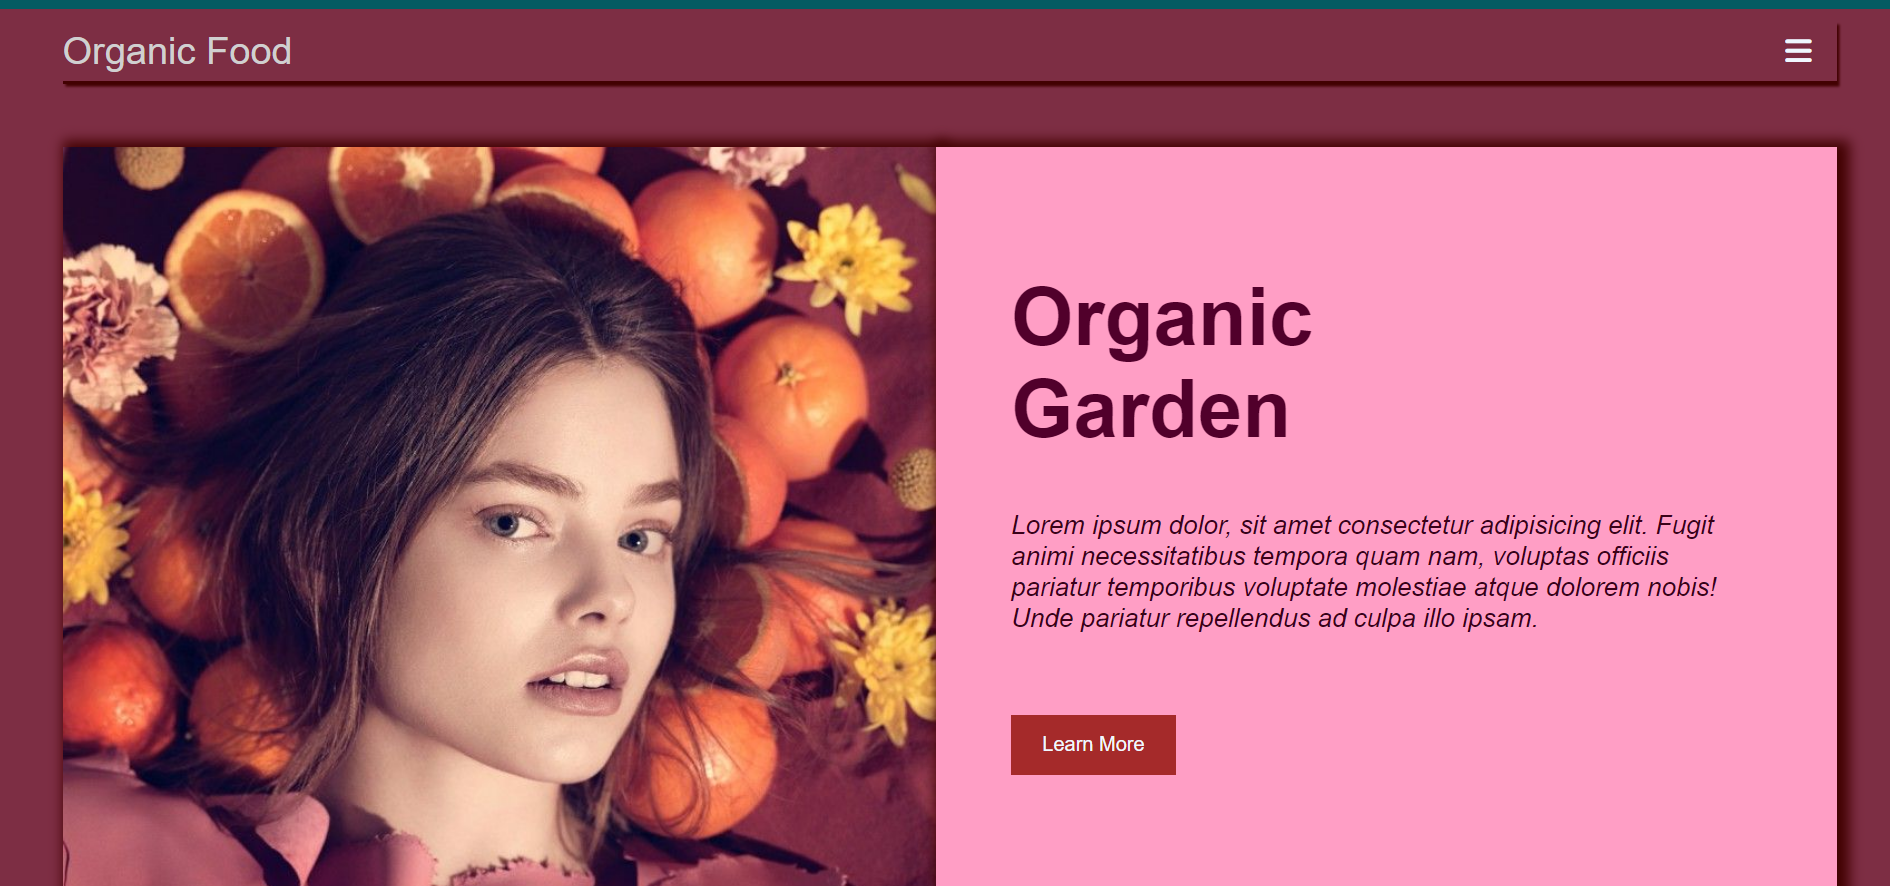 Organic Food
Organic
Garden
Lorem ipsum dolor, sit amet consectetur adipisicing elit. Fugit
animi necessitatibus tempora quam nam, voluptas officiis
pariatur temporibus voluptate molestiae atque dolorem nobis!
Unde pariatur repellendus ad culpa illo ipsam.
Learn More